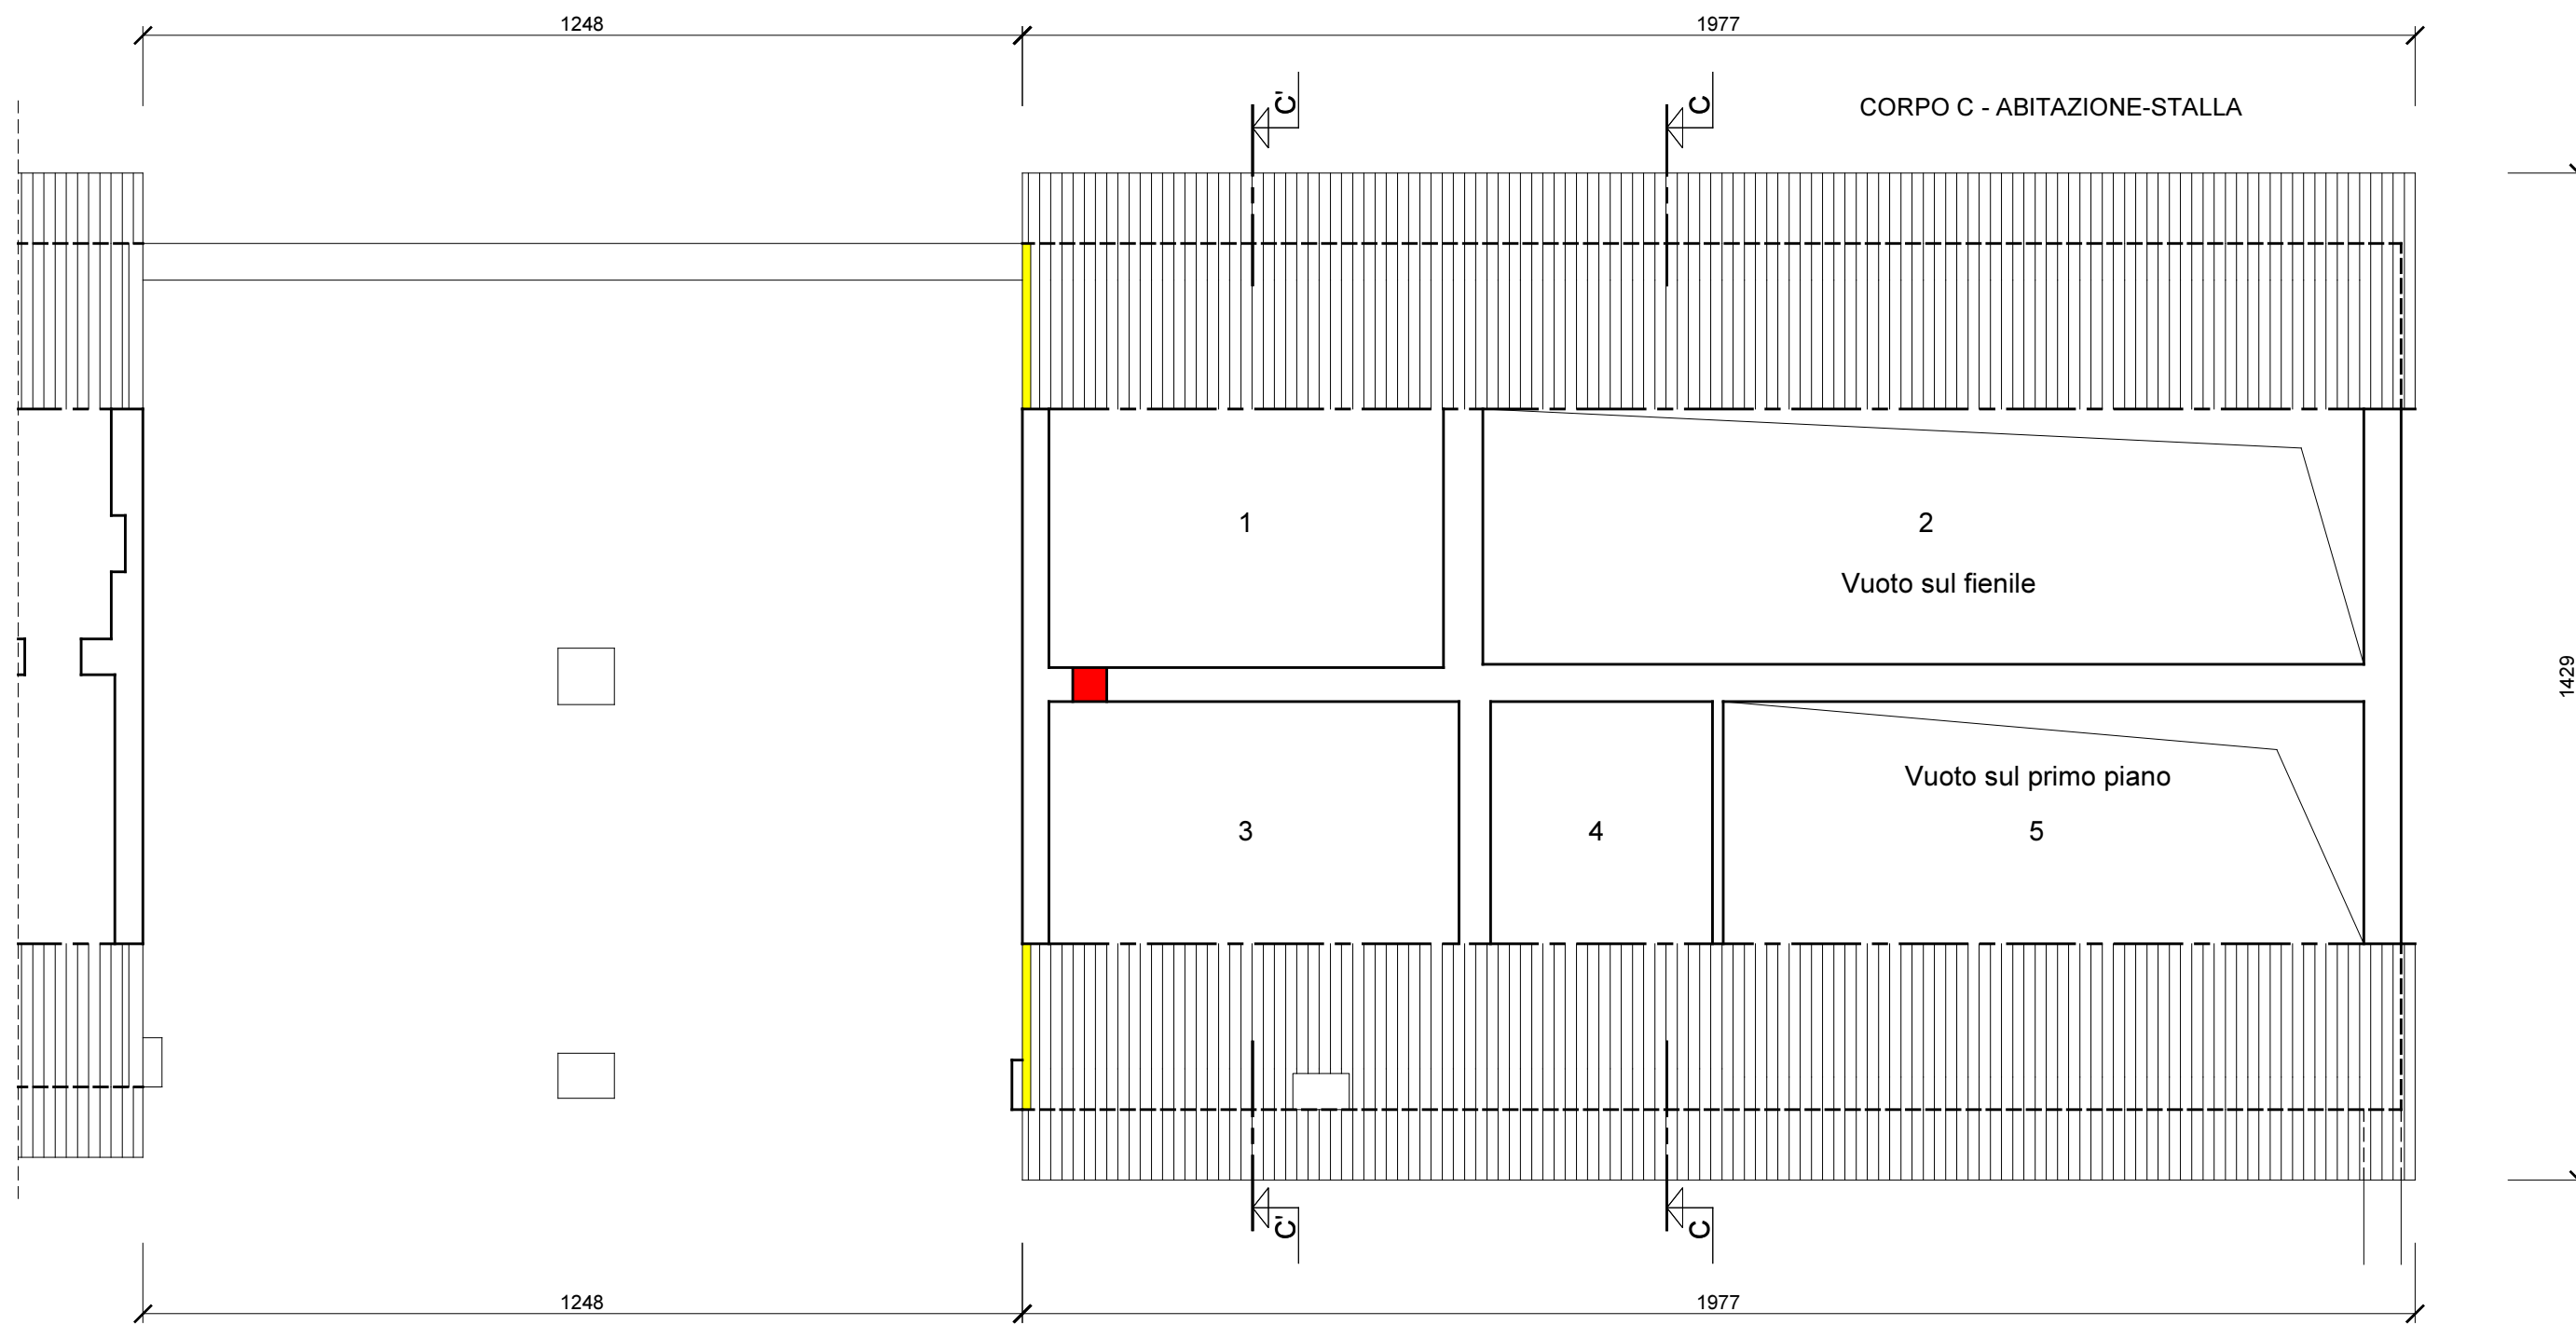 1248
1977
C'
C
CORPO C - ABITAZIONE-STALLA
1
2
Vuoto sul fienile
1429
Vuoto sul primo piano
3
4
5
C'
C
1248
1977